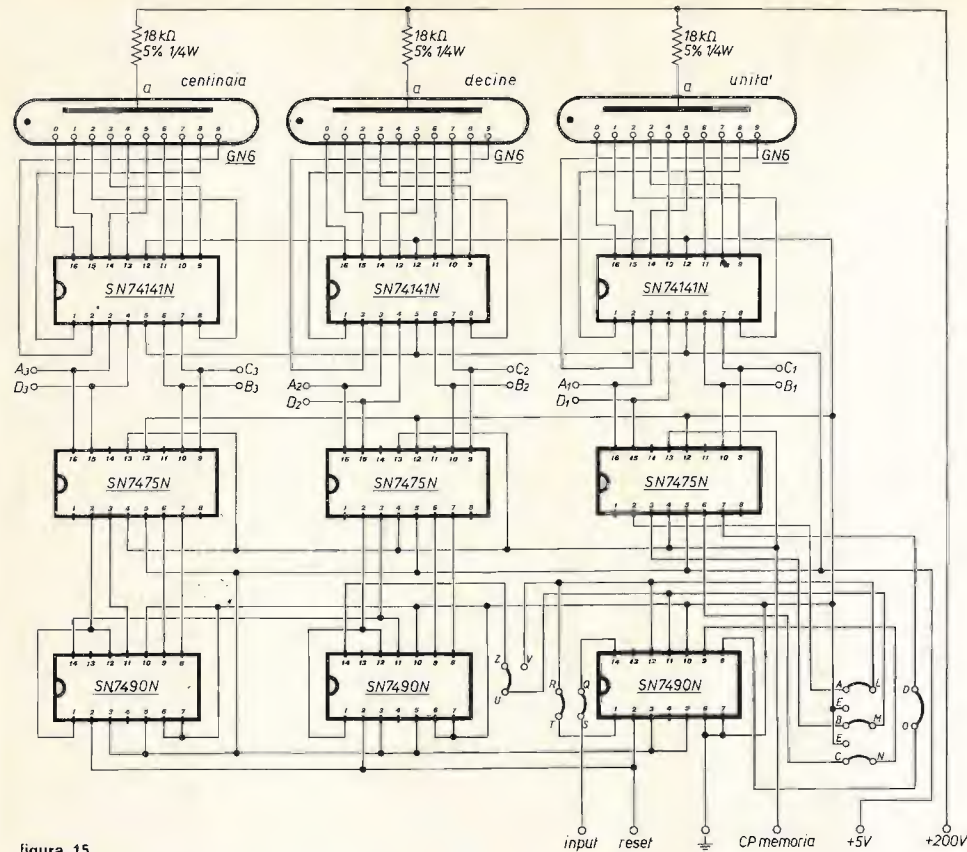 18kΩ 18kΩ 18kΩ
5% 1/4W 5% 1/4W 5% 1/4W
a centinaia a decine a unita'
0 1 2 3 4 5 6 7 8 9 0 1 2 3 4 5 6 7 8 9 0 1 2 3 4 5 6 7 8 9
GN6 GN6 GN6
16 15 14 13 12 11 10 9 16 15 14 13 12 11 10 9 16 15 14 13 12 11 10 9
SN74141N SN74141N SN74141N
1 2 3 4 5 6 7 8 1 2 3 4 5 6 7 8 1 2 3 4 5 6 7 8
A3 C3 A2 C2 A1 C1
D3 B3 D2 B2 D1 B1
16 15 14 13 12 11 10 9 16 15 14 13 12 11 10 9 16 15 14 13 12 11 10 9
SN7475N SN7475N SN7475N
1 2 3 4 5 6 7 8 1 2 3 4 5 6 7 8 1 2 3 4 5 6 7 8
14 13 12 11 10 9 8 14 13 12 11 10 9 8 14 13 12 11 10 9 8
SN7490N SN7490N SN7490N
1 2 3 4 5 6 7 1 2 3 4 5 6 7 1 2 3 4 5 6 7
Z V
U
R Q
T S
A L D
E
B M O
E
C N
input reset CP memoria +5V +200V
figura 15